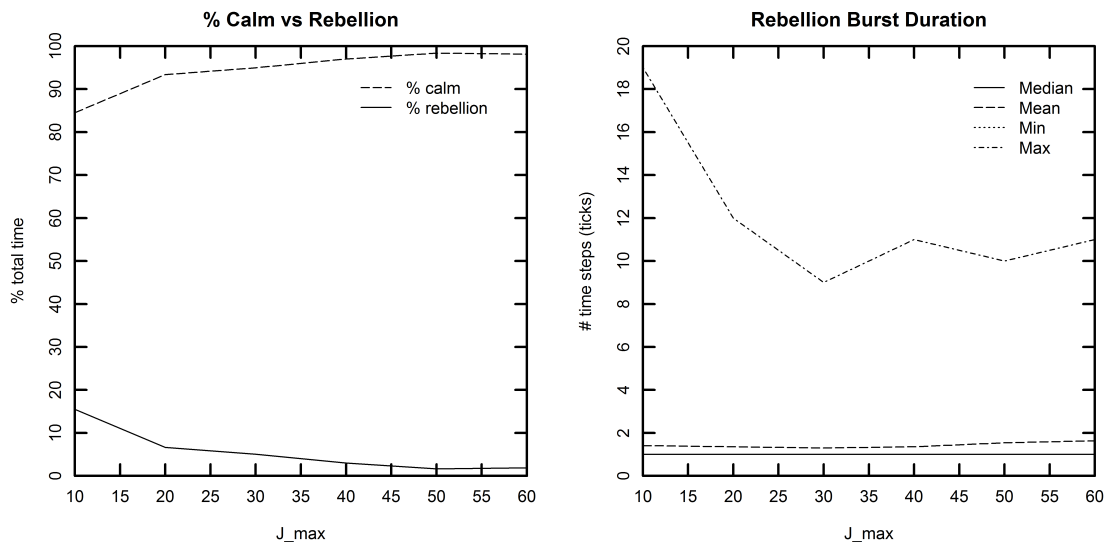 % Calm vs Rebellion
% total time
0 10 20 30 40 50 60 70 80 90 100
% calm
% rebellion
10 15 20 25 30 35 40 45 50 55 60
J_max
Rebellion Burst Duration
# time steps (ticks)
0 2 4 6 8 10 12 14 16 18 20
Median
Mean
Min
Max
10 15 20 25 30 35 40 45 50 55 60
J_max